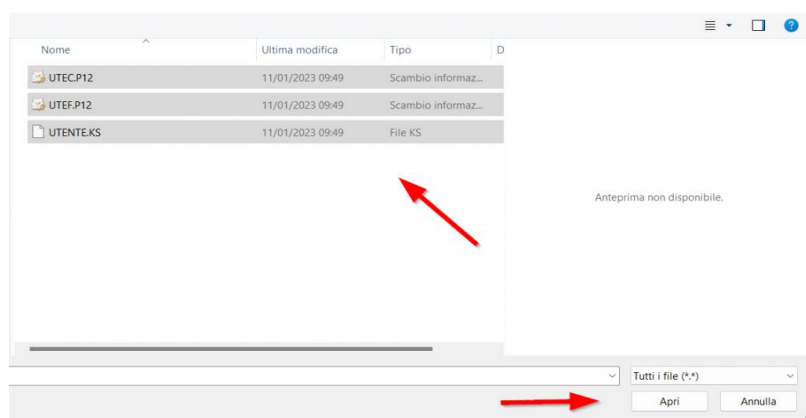 Nome Ultima modifica Tipo D
UTEC.P12 11/01/2023 09:49 Scambio informaz...
UTEF.P12 11/01/2023 09:49 Scambio informaz...
UTENTE.KS 11/01/2023 09:49 File KS
Anteprima non disponibile.
Tutti i file (*.*)
Apri Annulla